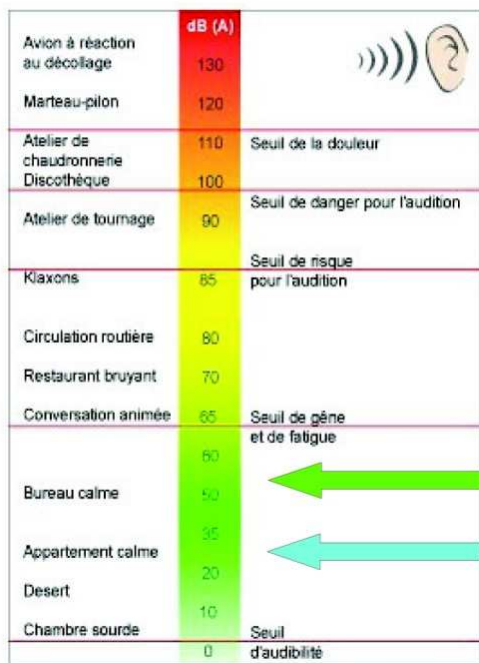 dB (A)
Avion à réaction
au décollage
130
Marteau-pilon
120
Atelier de
chaudronnerie
110
Seuil de la douleur
Discothèque
100
Seuil de danger pour l'audition
Atelier de tournage
90
Seuil de risque
pour l'audition
Klaxons
85
Circulation routière
80
Restaurant bruyant
70
Conversation animée
65
Seuil de gêne
et de fatigue
60
Bureau calme
50
35
Appartement calme
20
Desert
10
Chambre sourde
Seuil
d'audibilité
0